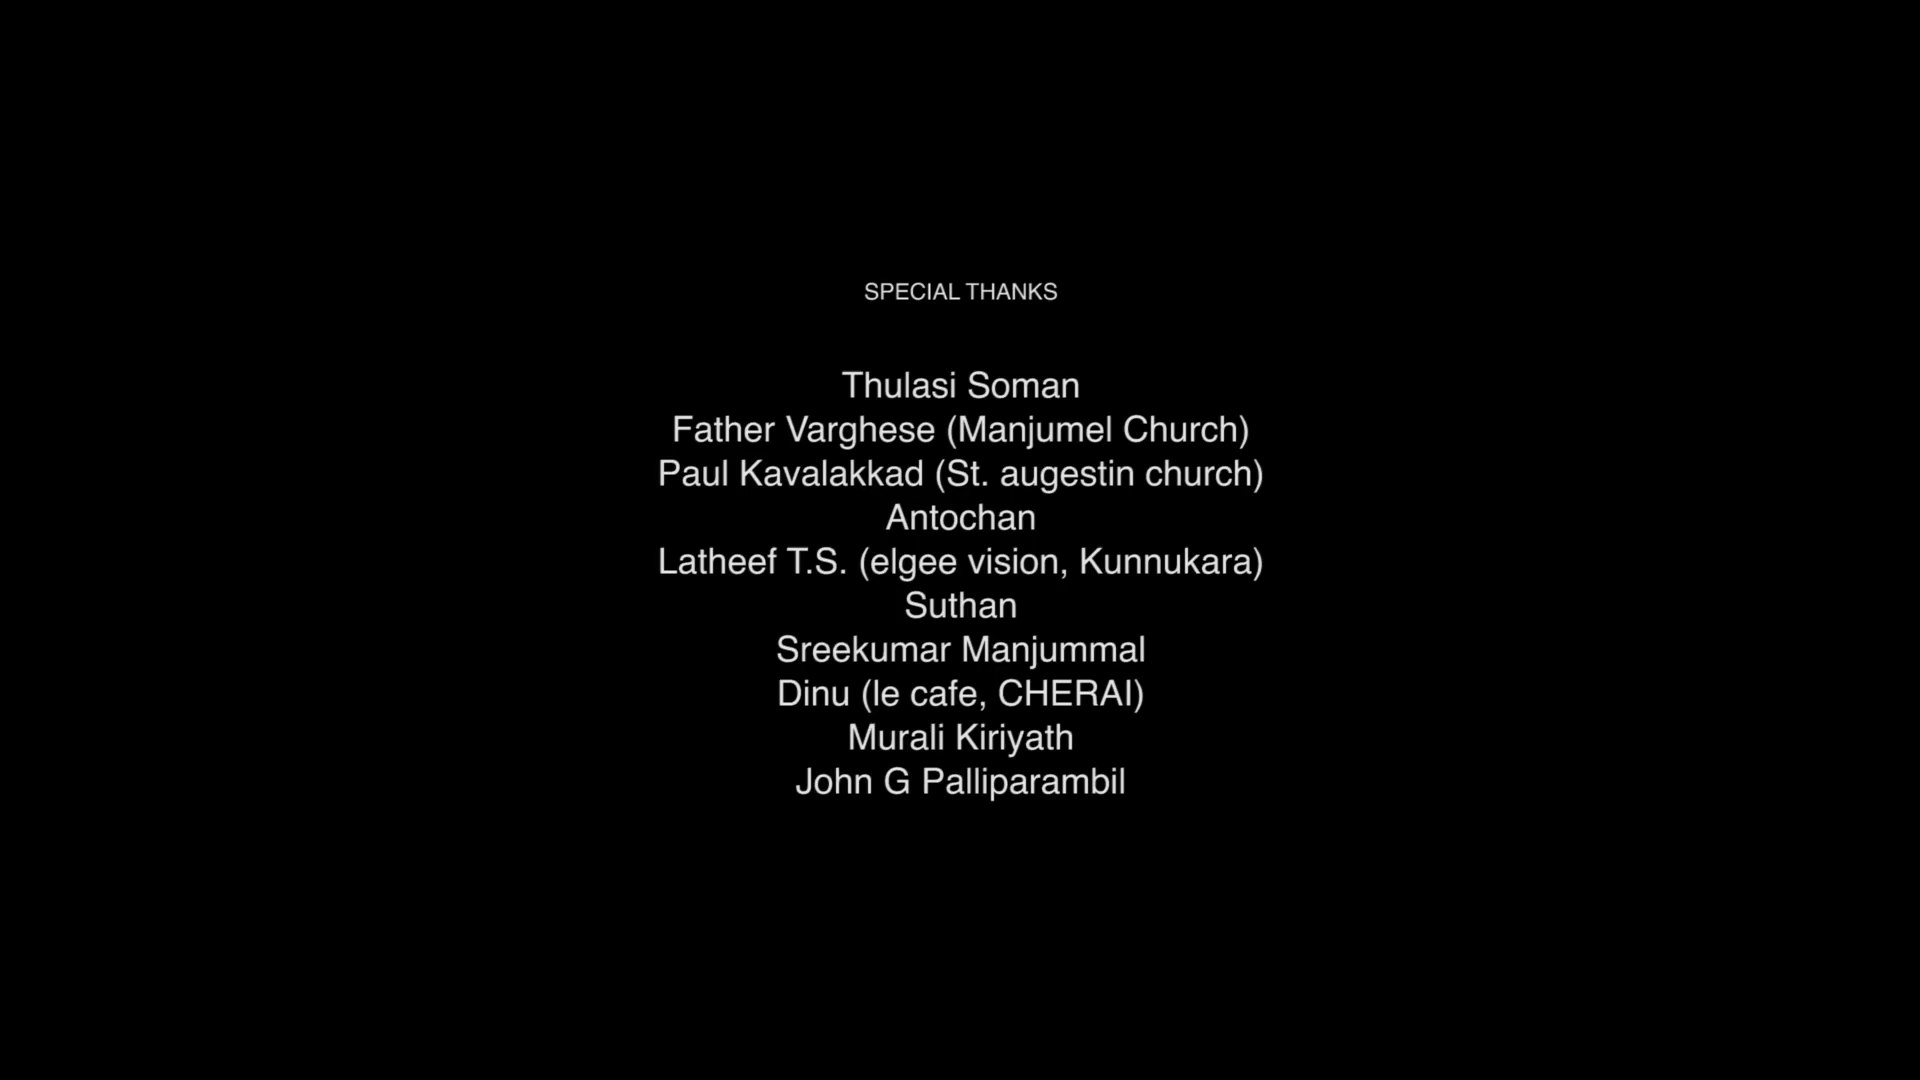 SPECIAL THANKS
Thulasi Soman
Father Varghese (Manjumel Church)
Paul Kavalakkad (St. augestin church)
Antochan
Latheef T.S. (elgee vision, Kunnukara)
Suthan
Sreekumar Manjummal
Dinu (le cafe, CHERAI)
Murali Kiriyath
John G Palliparambil